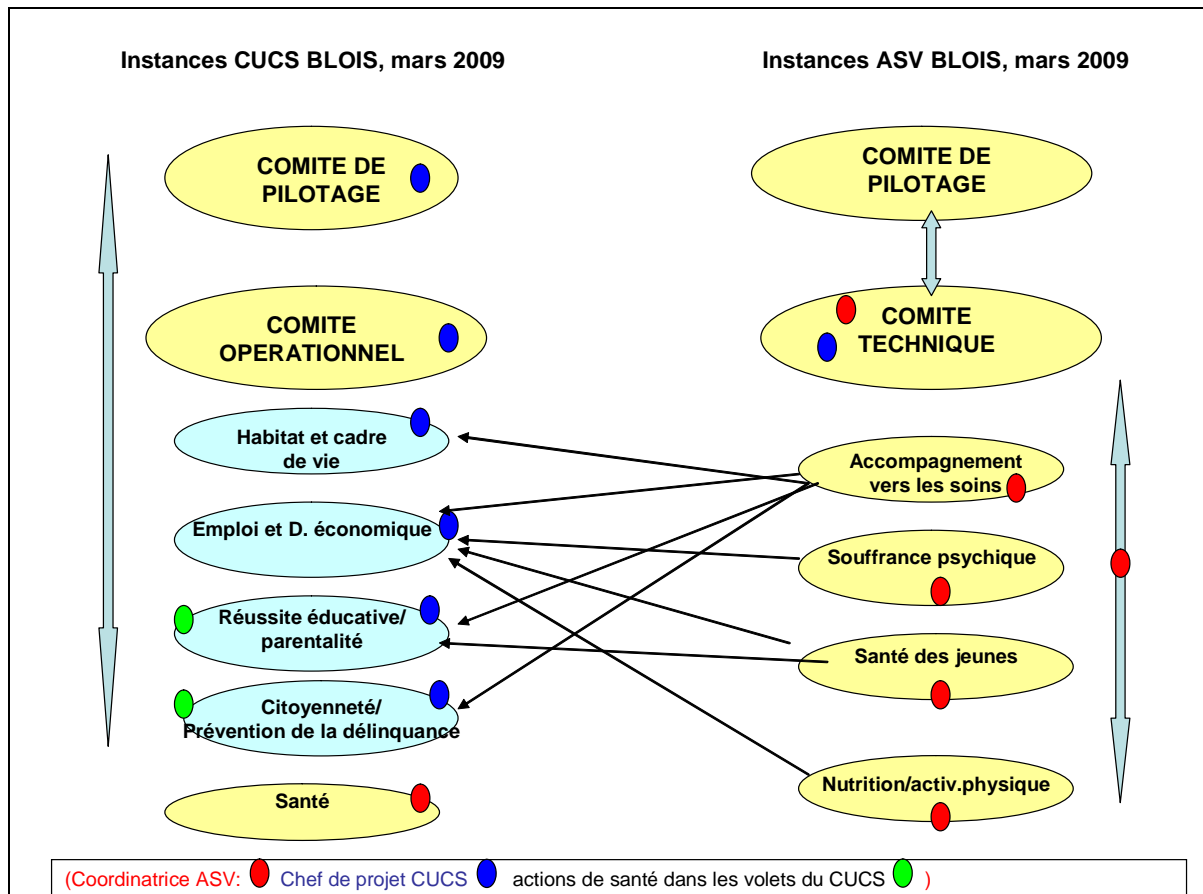 Instances CUCS BLOIS, mars 2009
COMITE DE
PILOTAGE
COMITE
OPERATIONNEL
Habitat et cadre
de vie
Emploi et D. économique
Réussite éducative/
parentalité
Citoyenneté/
Prévention de la délinquance
Santé
Instances ASV BLOIS, mars 2009
COMITE DE
PILOTAGE
COMITE
TECHNIQUE
Accompagnement
vers les soins
Souffrance psychique
Santé des jeunes
Nutrition/activ.physique
(Coordinatrice ASV: Chef de projet CUCS actions de santé dans les volets du CUCS )